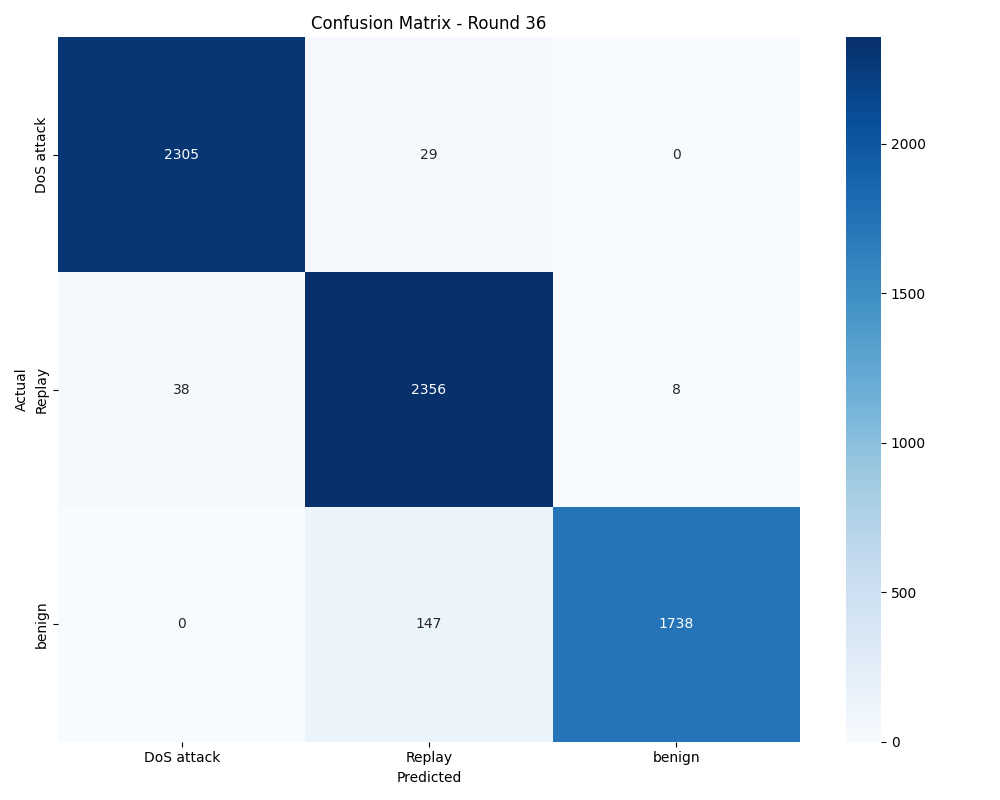 Confusion Matrix - Round 36
Actual
DoS attack
Replay
benign
2305 29 0
38 2356 8
0 147 1738
DoS attack Replay benign
Predicted
2000
1500
1000
500
0